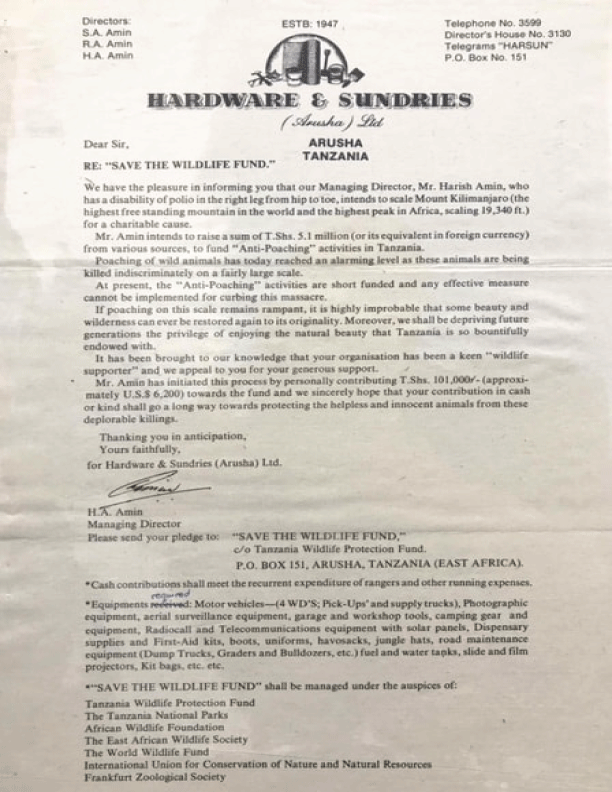 Directors:
S.A. Amin
R.A. Amin
H.A. Amin
ESTB: 1947
Telephone No. 3599
Director's House No. 3130
Telegrams "HARSUN"
P.O. Box No. 151
HARDWARE & SUNDRIES
(Arusha) Ltd
ARUSHA
TANZANIA
Dear Sir,
RE: "SAVE THE WILDLIFE FUND."
We have the pleasure in informing you that our Managing Director, Mr. Harish Amin, who
has a disability of polio in the right leg from hip to toe, intends to scale Mount Kilimanjaro (the
highest free standing mountain in the world and the highest peak in Africa, scaling 19,340 ft.)
for a charitable cause.
Mr. Amin intends to raise a sum of T.Shs. 5.1 million (or its equivalent in foreign currency)
from various sources, to fund "Anti-Poaching" activities in Tanzania.
Poaching of wild animals has today reached an alarming level as these animals are being
killed indiscriminately on a fairly large scale.
At present, the "Anti-Poaching" activities are short funded and any effective measure
cannot be implemented for curbing this massacre.
If poaching on this scale remains rampant, it is highly improbable that some beauty and
wilderness can ever be restored again to its originality. Moreover, we shall be depriving future
generations the privilege of enjoying the natural beauty that Tanzania is so bountifully
endowed with.
It has been brought to our knowledge that your organisation has been a keen "wildlife
supporter" and we appeal to you for your generous support.
Mr. Amin has initiated this process by personally contributing T.Shs. 101,000/- (approxi-
mately U.S.$ 6,200) towards the fund and we sincerely hope that your contribution in cash
or kind shall go a long way towards protecting the helpless and innocent animals from these
deplorable killings.
Thanking you in anticipation,
Yours faithfully,
for Hardware & Sundries (Arusha) Ltd.
H.A. Amin
Managing Director
Please send your pledge to: "SAVE THE WILDLIFE FUND,"
c/o Tanzania Wildlife Protection Fund.
P.O. BOX 151, ARUSHA, TANZANIA (EAST AFRICA).
*Cash contributions shall meet the recurrent expenditure of rangers and other running expenses.
required
*Equipments received: Motor vehicles—(4 WD'S; Pick-Ups' and supply trucks), Photographic
equipment, aerial surveillance equipment, garage and workshop tools, camping gear and
equipment, Radiocall and Telecommunications equipment with solar panels, Dispensary
supplies and First-Aid kits, boots, uniforms, havosacks, jungle hats, road maintenance
equipment (Dump Trucks, Graders and Bulldozers, etc.) fuel and water tanks, slide and film
projectors, Kit bags, etc. etc.
*"SAVE THE WILDLIFE FUND" shall be managed under the auspices of:
Tanzania Wildlife Protection Fund
The Tanzania National Parks
African Wildlife Foundation
The East African Wildlife Society
The World Wildlife Fund
International Union for Conservation of Nature and Natural Resources
Frankfurt Zoological Society